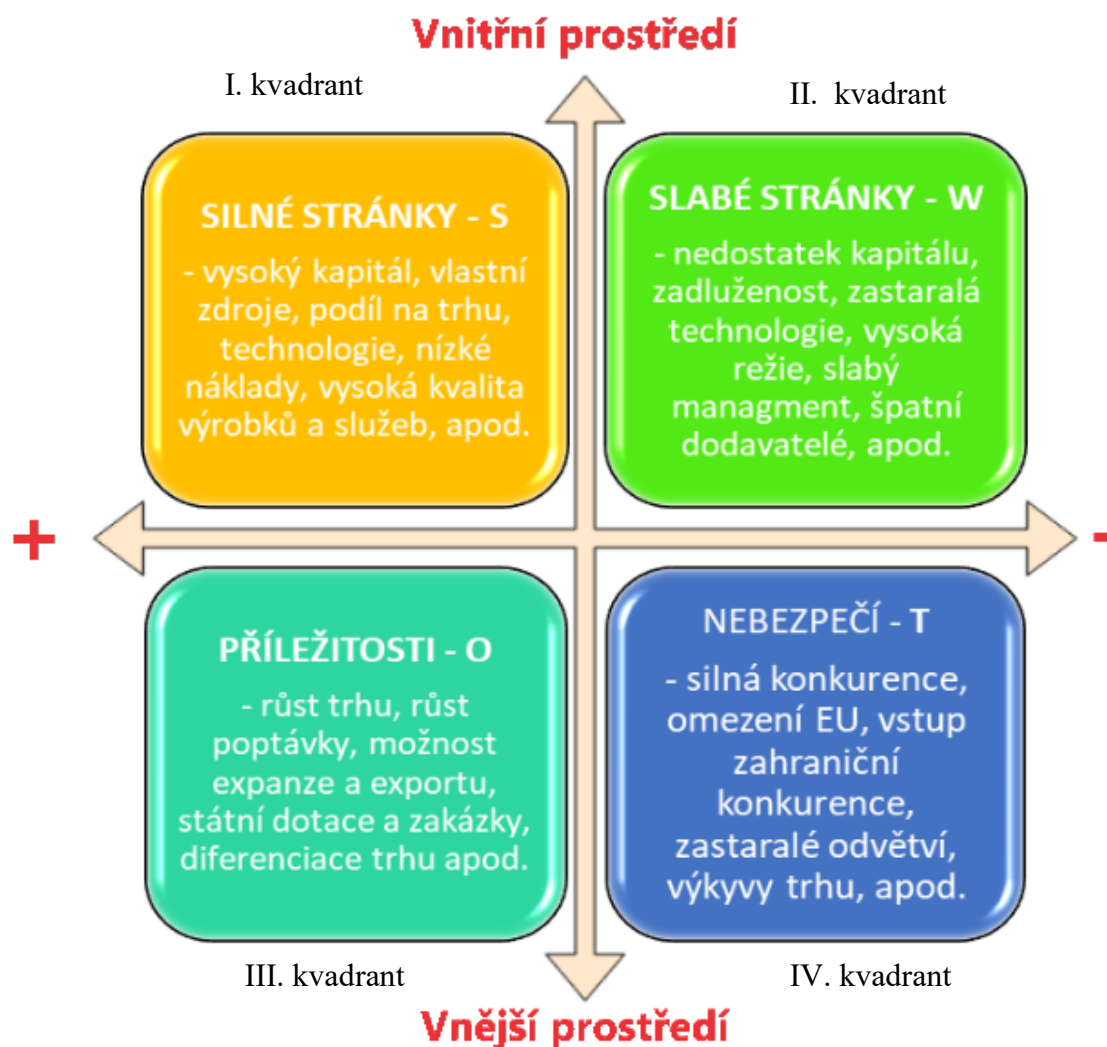 Vnitřní prostředí
I. kvadrant
II. kvadrant
SILNÉ STRÁNKY - S
- vysoký kapitál, vlastní
zdroje, podíl na trhu,
technologie, nízké
náklady, vysoká kvalita
výrobků a služeb, apod.
SLABÉ STRÁNKY - W
- nedostatek kapitálu,
zadluženost, zastaralá
technologie, vysoká
režie, slabý
managment, špatní
dodavatelé, apod.
+
-
PŘÍLEŽITOSTI - O
- růst trhu, růst
poptávky, možnost
expanze a exportu,
státní dotace a zakázky,
diferenciace trhu apod.
NEBEZPEČÍ - T
- silná konkurence,
omezení EU, vstup
zahraniční
konkurence,
zastaralé odvětví,
výkyvy trhu, apod.
III. kvadrant
IV. kvadrant
Vnější prostředí